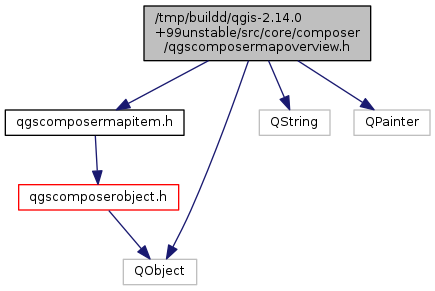 /tmp/buildd/qgis-2.14.0
+99unstable/src/core/composer
/qgscomposermapoverview.h
qgscomposermapitem.h
QString
QPainter
qgscomposerobject.h
QObject